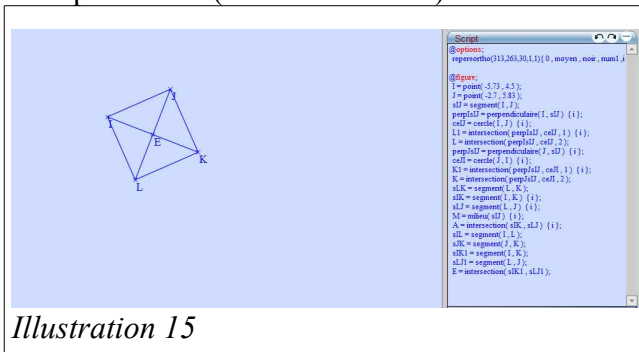 J
I
E
K
L
Script
@options;
repereortho(313,263,30,1,1){ 0 , moyen , noir , num1 ,i
@figure;
I = point( -5.73 , 4.5 );
J = point( -2.7 , 5.83 );
sIJ = segment( I , J );
perpIsIJ = perpendiculaire( I , sIJ ) { i };
ceIJ = cercle( I , J ) { i };
L1 = intersection( perpIsIJ , ceIJ , 1 ) { i };
L = intersection( perpIsIJ , ceIJ , 2 );
perpJsIJ = perpendiculaire( J , sIJ ) { i };
ceJI = cercle( J , I ) { i };
K1 = intersection( perpJsIJ , ceJI , 1 ) { i };
K = intersection( perpJsIJ , ceJI , 2 );
sLK = segment( L , K );
sIK = segment( I , K ) { i };
sLJ = segment( L , J ) { i };
M = milieu( sIJ ) { i };
A = intersection( sIK , sLJ ) { i };
sIL = segment( I , L );
sJK = segment( J , K );
sIK1 = segment( I , K );
sLJ1 = segment( L , J );
E = intersection( sIK1 , sLJ1 );
Illustration 15